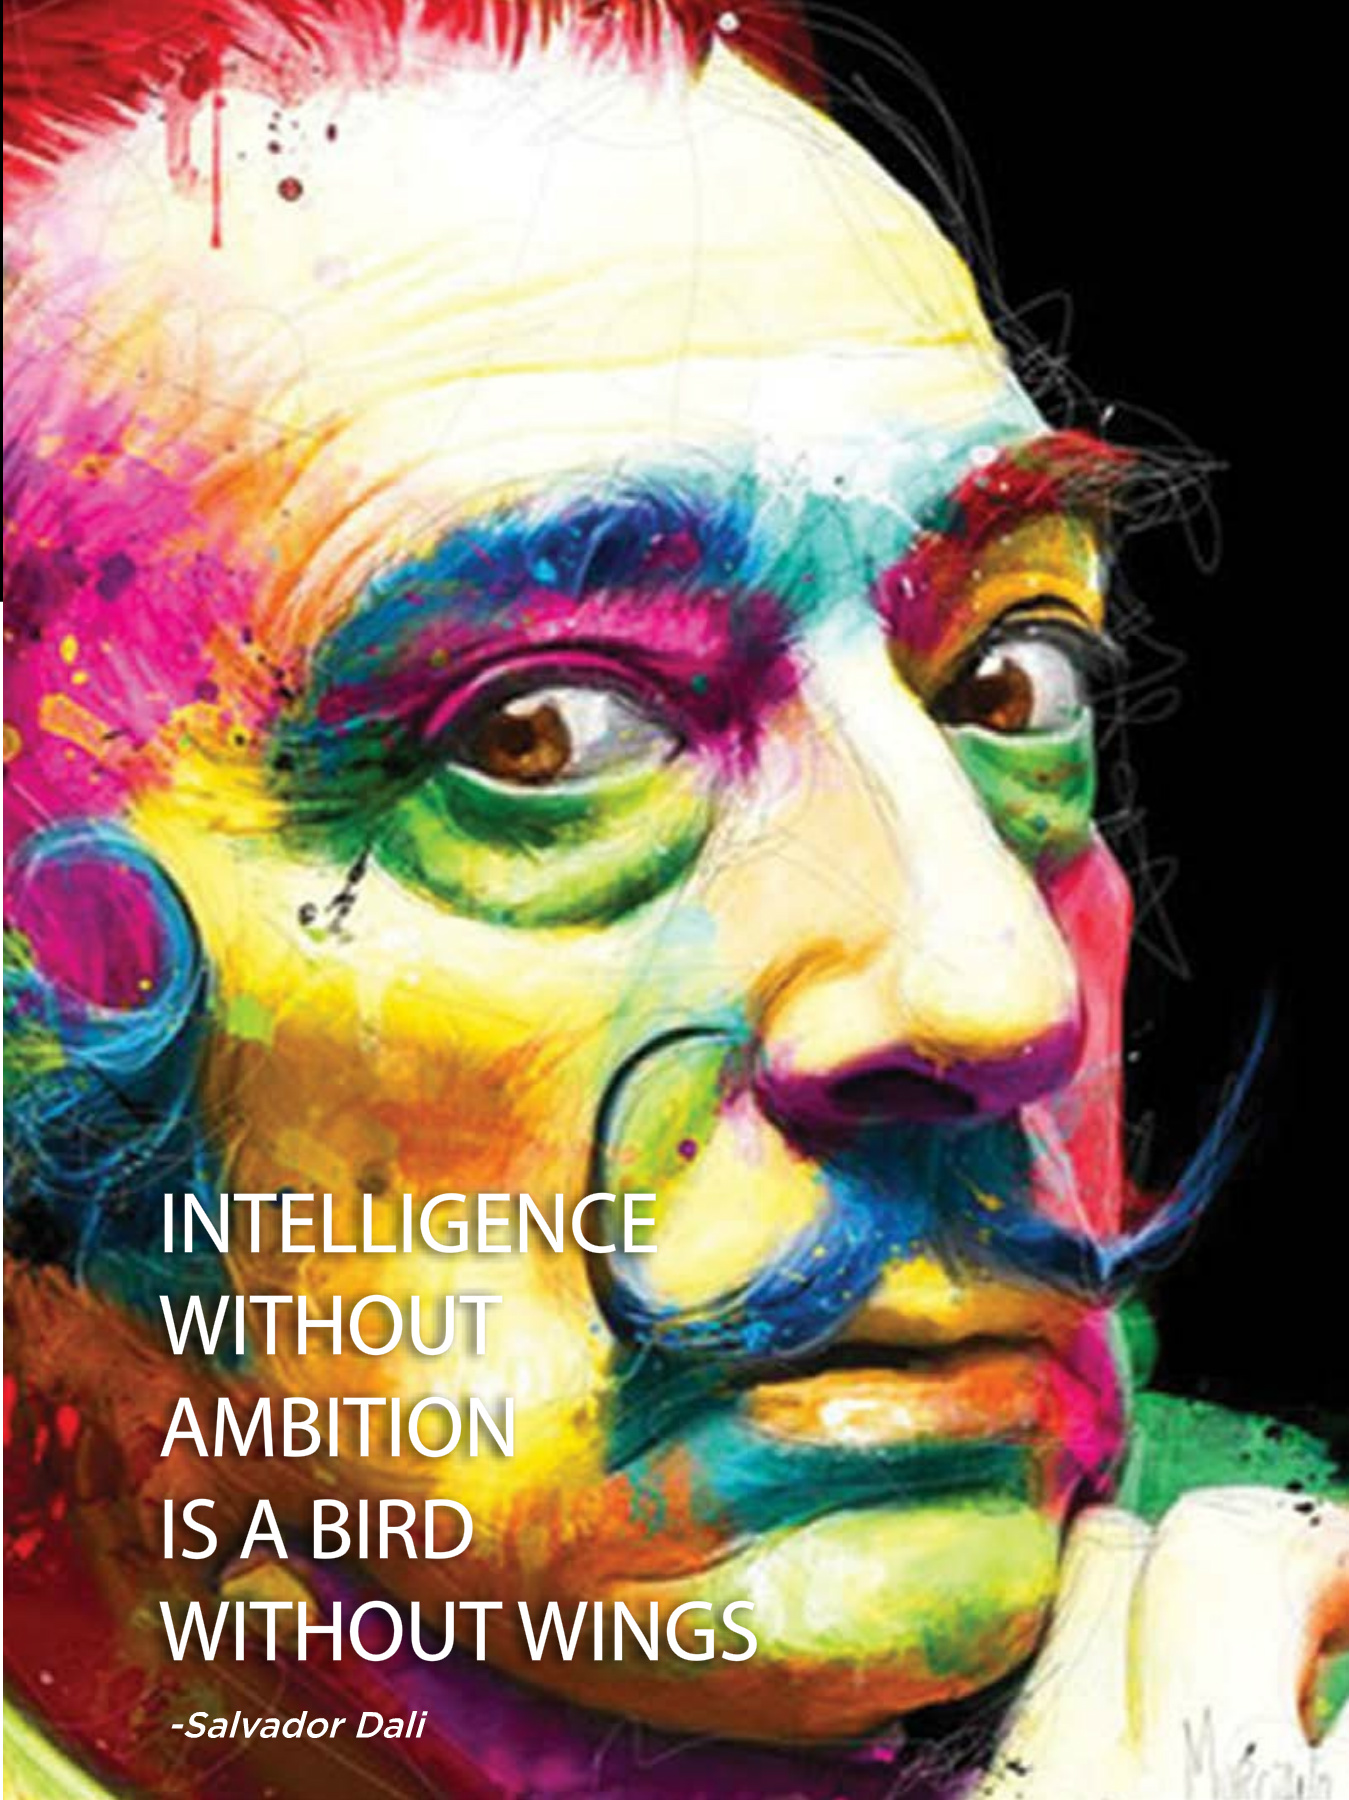 INTELLIGENCE
WITHOUT
AMBITION
IS A BIRD
WITHOUT WINGS
-Salvador Dali